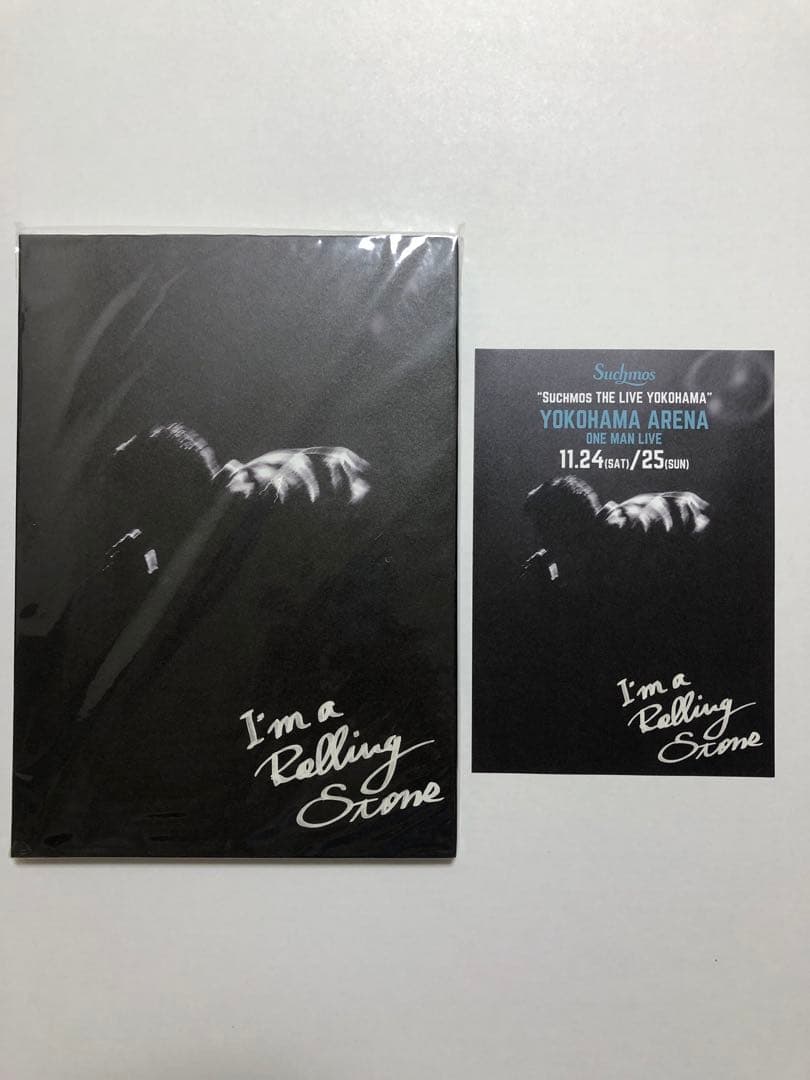 I'm a
Rolling
Stone
Suchmos
"SUCHMOS THE LIVE YOKOHAMA"
YOKOHAMA ARENA
ONE MAN LIVE
11.24(SAT)/25(SUN)
I'm a
Rolling
Stone